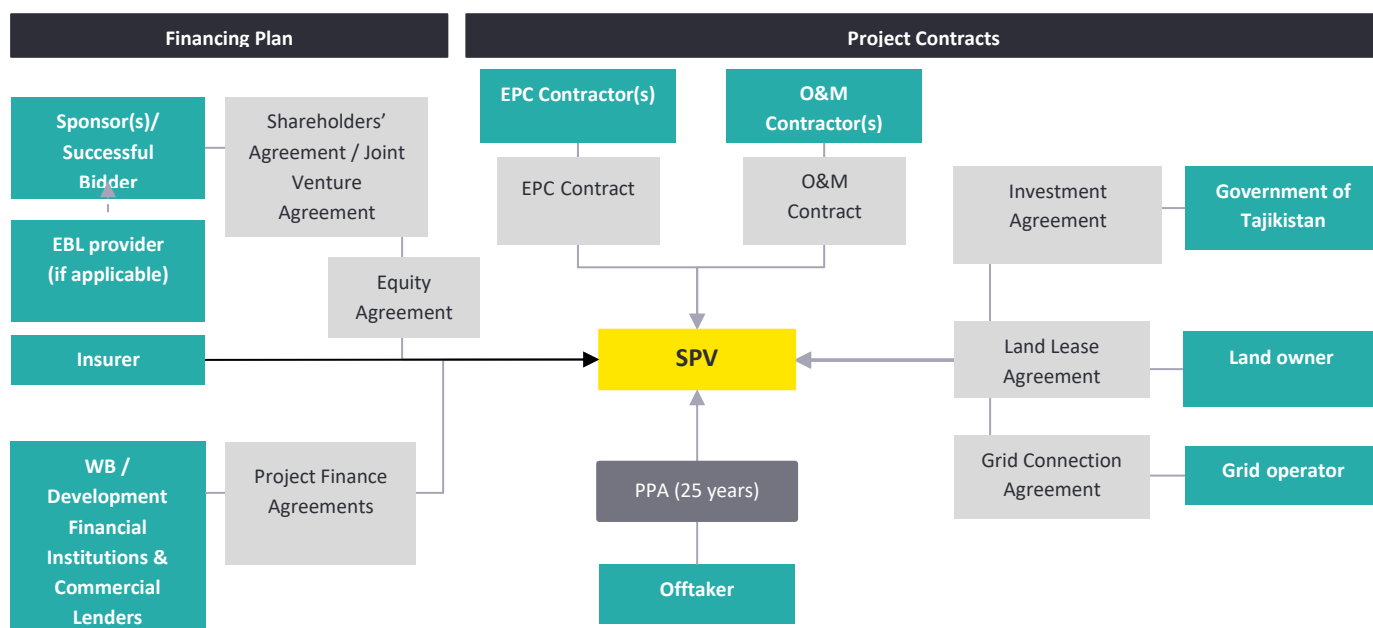 Financing Plan
Project Contracts
Sponsor(s)/
Successful
Bidder
Shareholders’
Agreement / Joint
Venture
Agreement
EBL provider
(if applicable)
Equity
Agreement
Insurer
WB /
Development
Financial
Institutions &
Commercial
Lenders
Project Finance
Agreements
EPC Contractor(s)
O&M
Contractor(s)
EPC Contract
O&M
Contract
SPV
PPA (25 years)
Offtaker
Investment
Agreement
Government of
Tajikistan
Land Lease
Agreement
Land owner
Grid Connection
Agreement
Grid operator